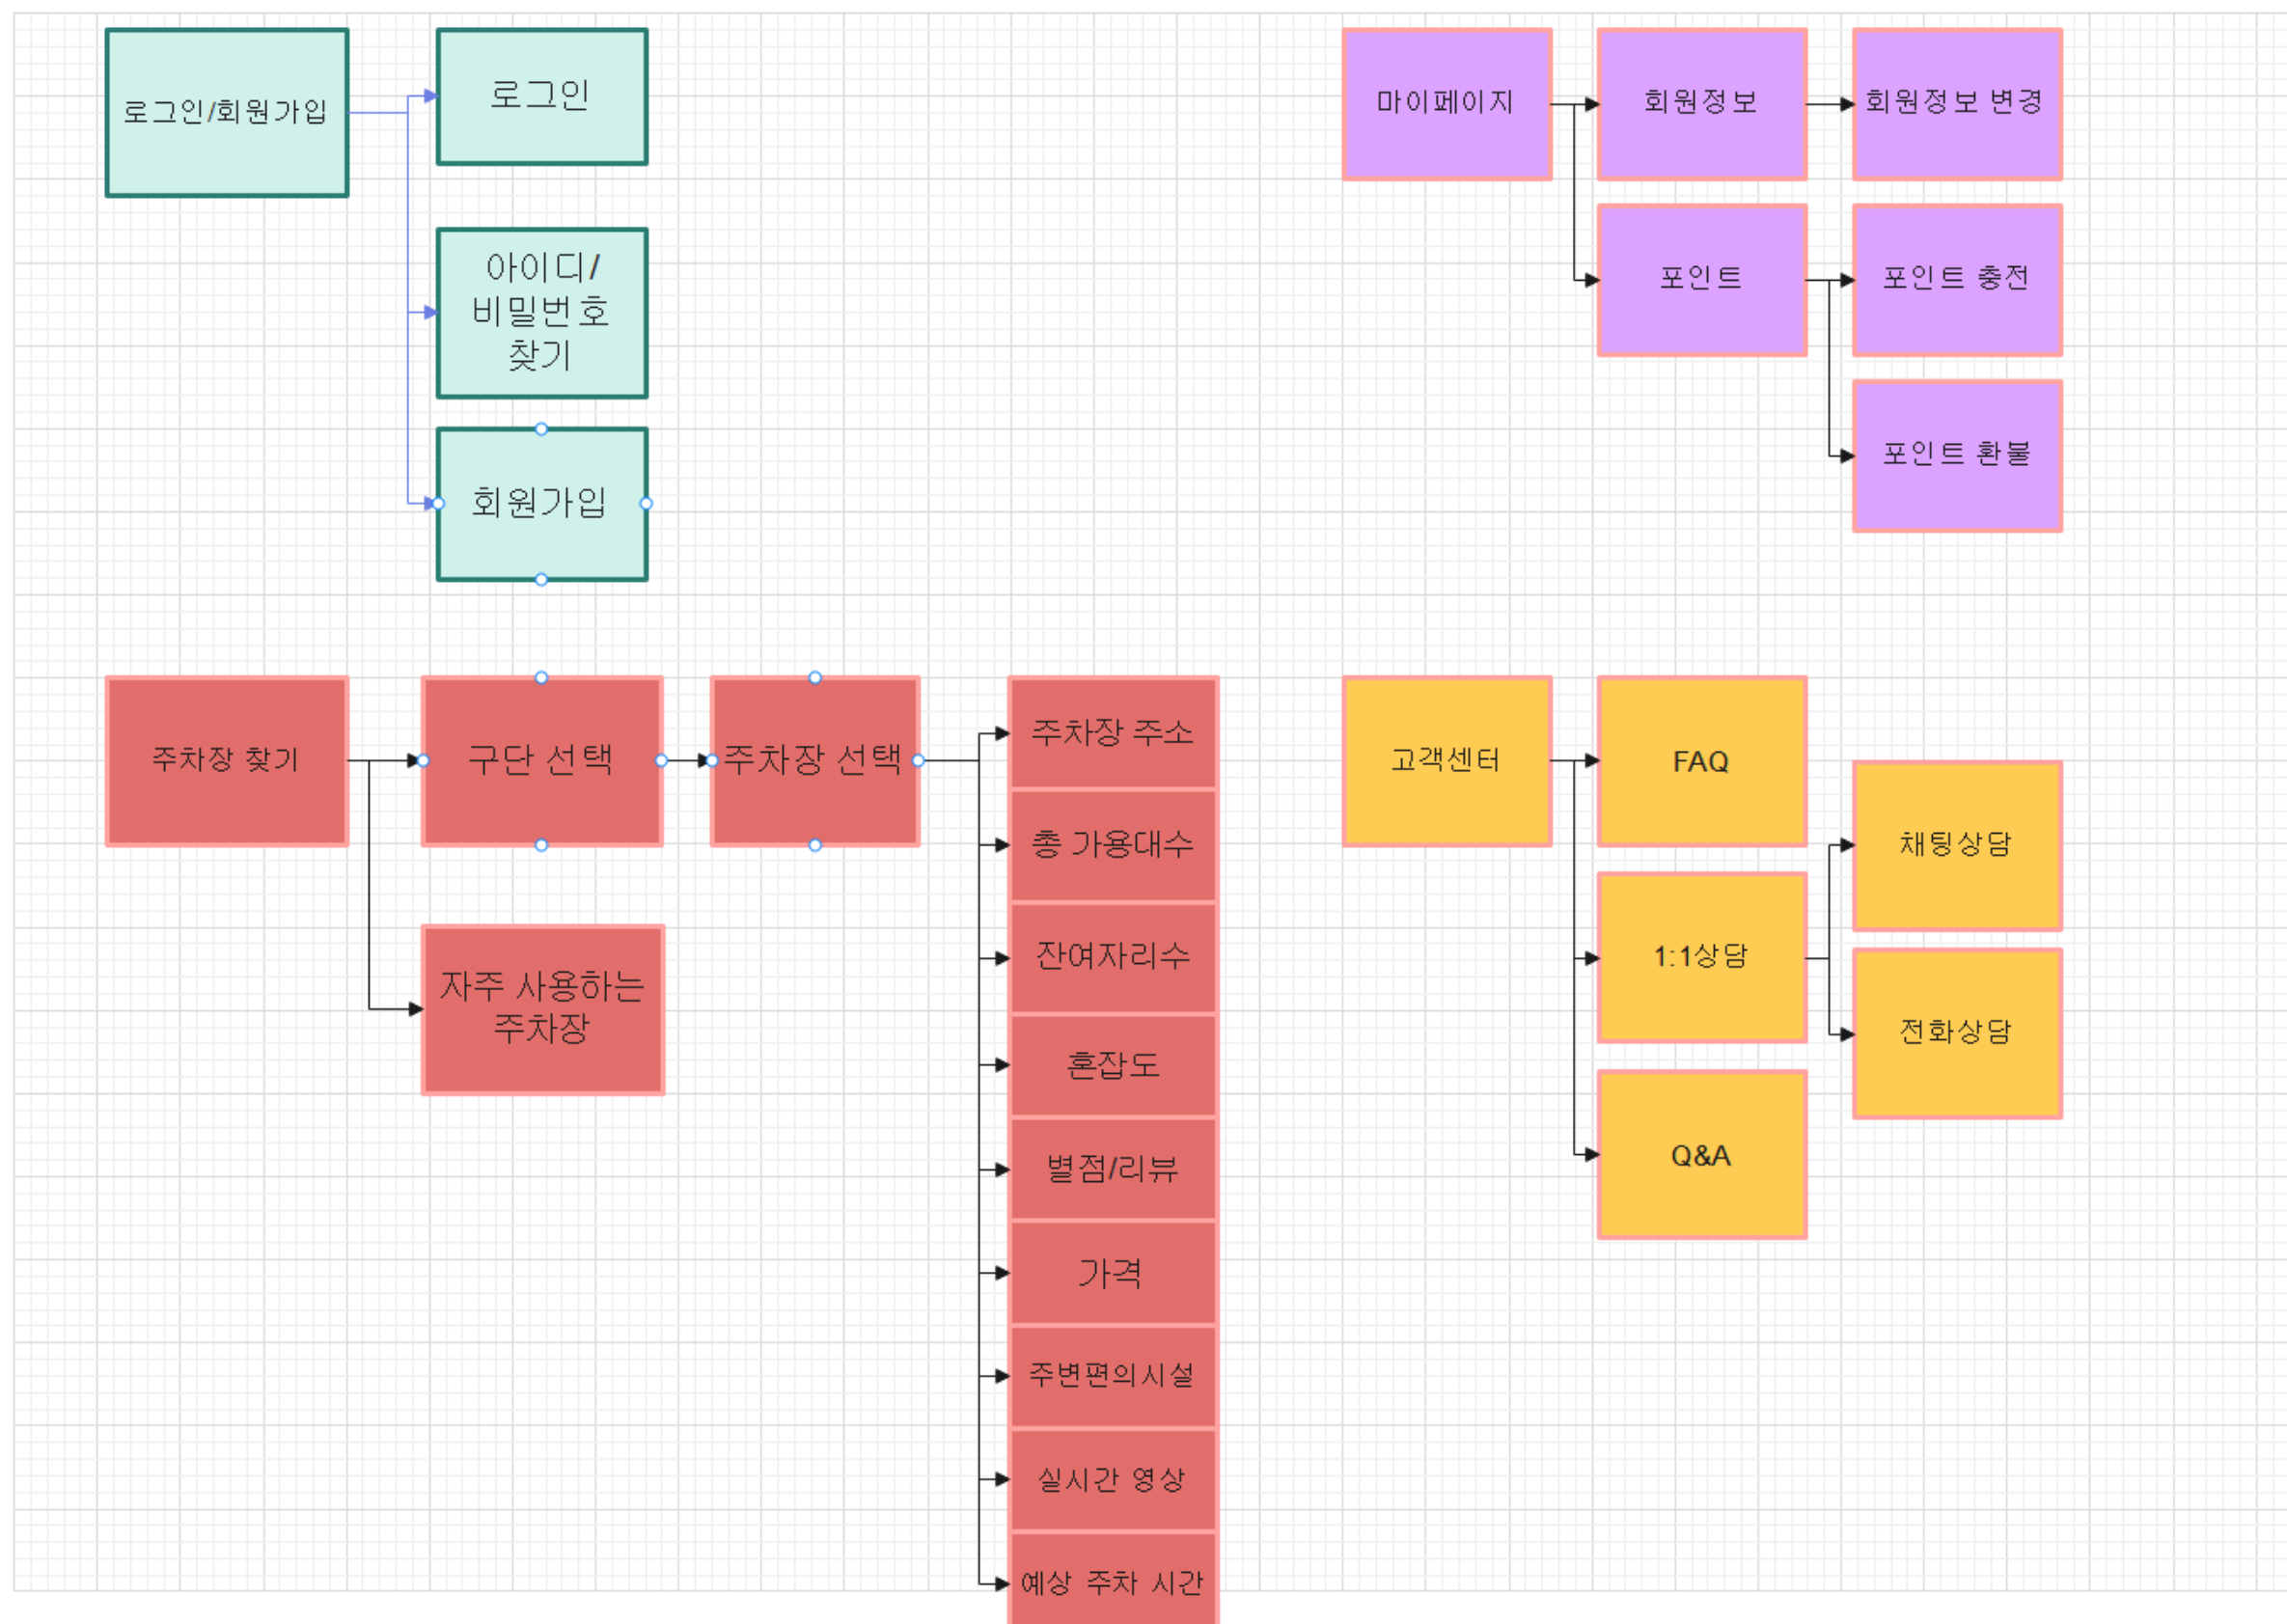 로그인/회원가입
로그인
아이디/
비밀번호
찾기
회원가입
마이페이지
회원정보
회원정보 변경
포인트
포인트 충전
포인트 환불
주차장 찾기
구단 선택
주차장 선택
자주 사용하는
주차장
주차장 주소
총 가용대수
잔여자리수
혼잡도
별점/리뷰
가격
주변편의시설
실시간 영상
예상 주차 시간
고객센터
FAQ
1:1상담
채팅상담
전화상담
Q&A